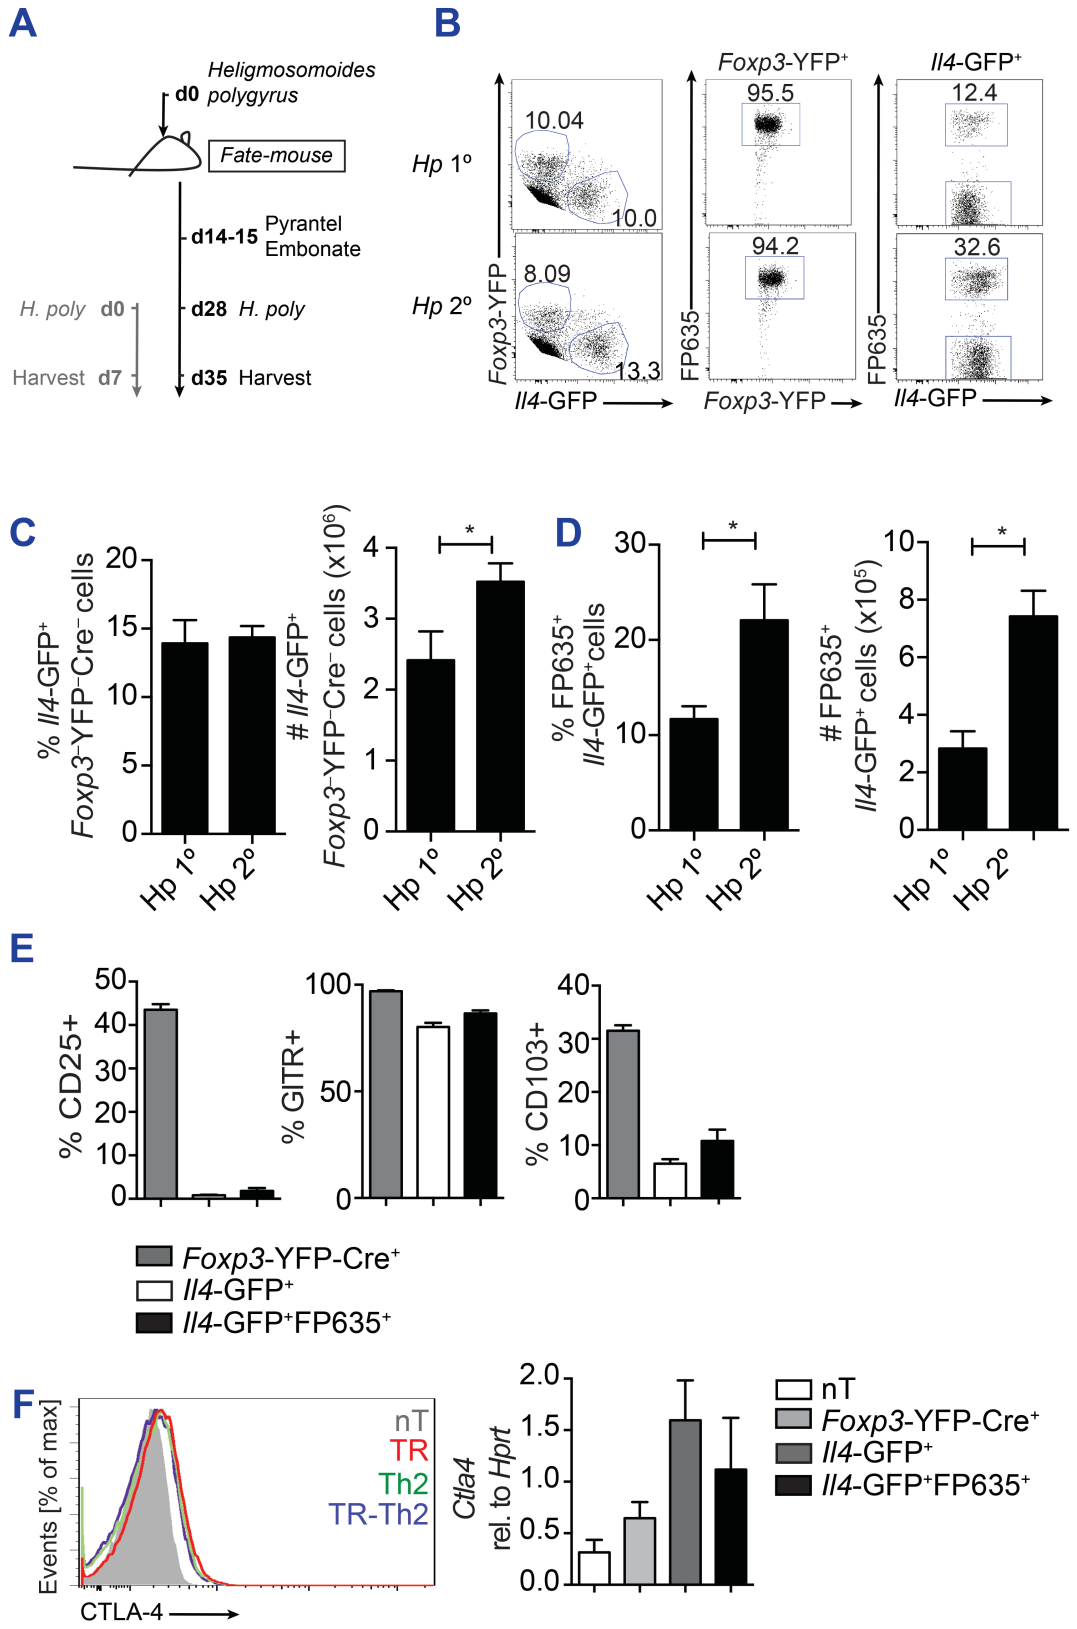 A
Heligmosomoides
d0 polygyrus
Fate-mouse
d14-15 Pyrantel
Embonate
H. poly d0
d28 H. poly
Harvest d7
d35 Harvest
B
Foxp3-YFP+
Il4-GFP+
Hp 1º
10.04
10.0
95.5
12.4
Hp 2º
8.09
13.3
94.2
32.6
Foxp3-YFP
FP635
FP635
Il4-GFP
Foxp3-YFP
Il4-GFP
C
% Il4-GFP+
Foxp3–YFP–Cre– cells
20
15
10
5
0
Hp 1º
Hp 2º
# Il4-GFP+
Foxp3–YFP–Cre– cells (x10⁶)
4
3
2
1
0
*
Hp 1º
Hp 2º
D
% FP635+
Il4-GFP+cells
30
20
10
0
*
Hp 1º
Hp 2º
# FP635+
Il4-GFP+ cells (x10⁵)
10
8
6
4
2
0
*
Hp 1º
Hp 2º
E
% CD25+
50
40
30
20
10
0
% GITR+
100
50
0
% CD103+
40
30
20
10
0
Foxp3-YFP-Cre+
Il4-GFP+
Il4-GFP+FP635+
F
Events [% of max]
nT
TR
Th2
TR-Th2
CTLA-4
Ctla4
rel. to Hprt
2.0
1.5
1.0
0.5
0.0
nT
Foxp3-YFP-Cre+
Il4-GFP+
Il4-GFP+FP635+